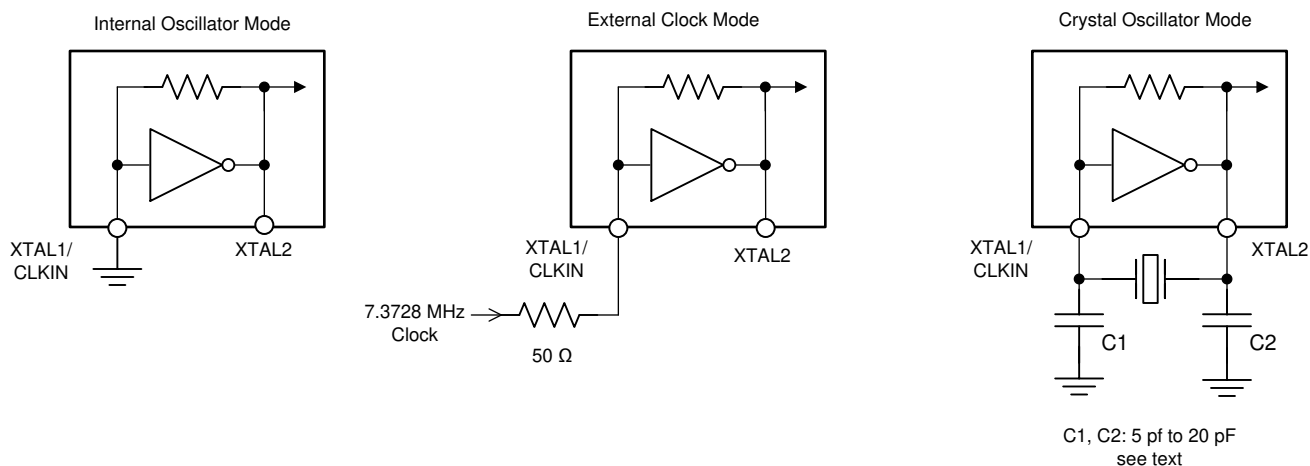 Internal Oscillator Mode
XTAL1/
CLKIN
XTAL2
External Clock Mode
XTAL1/
CLKIN
XTAL2
7.3728 MHz
Clock
50 Ω
Crystal Oscillator Mode
XTAL1/
CLKIN
XTAL2
C1
C2
C1, C2: 5 pf to 20 pF
see text